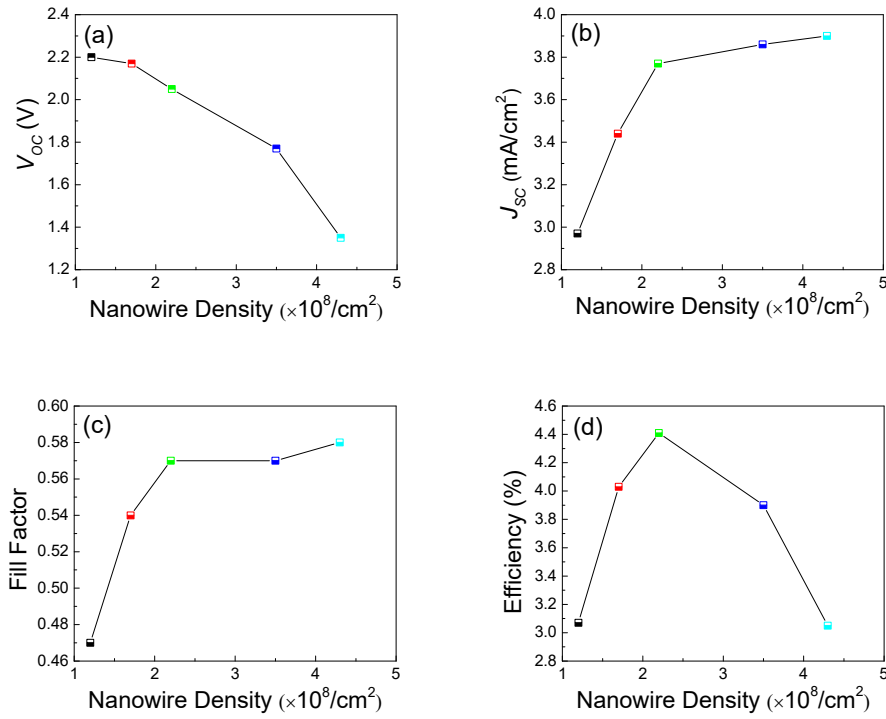 (a)
V_OC (V)
2.4
2.2
2.0
1.8
1.6
1.4
1.2
1 2 3 4 5
Nanowire Density (×10⁸/cm²)
(b)
J_SC (mA/cm²)
4.0
3.8
3.6
3.4
3.2
3.0
2.8
1 2 3 4 5
Nanowire Density (×10⁸/cm²)
(c)
Fill Factor
0.60
0.58
0.56
0.54
0.52
0.50
0.48
0.46
1 2 3 4 5
Nanowire Density (×10⁸/cm²)
(d)
Efficiency (%)
4.6
4.4
4.2
4.0
3.8
3.6
3.4
3.2
3.0
2.8
1 2 3 4 5
Nanowire Density (×10⁸/cm²)